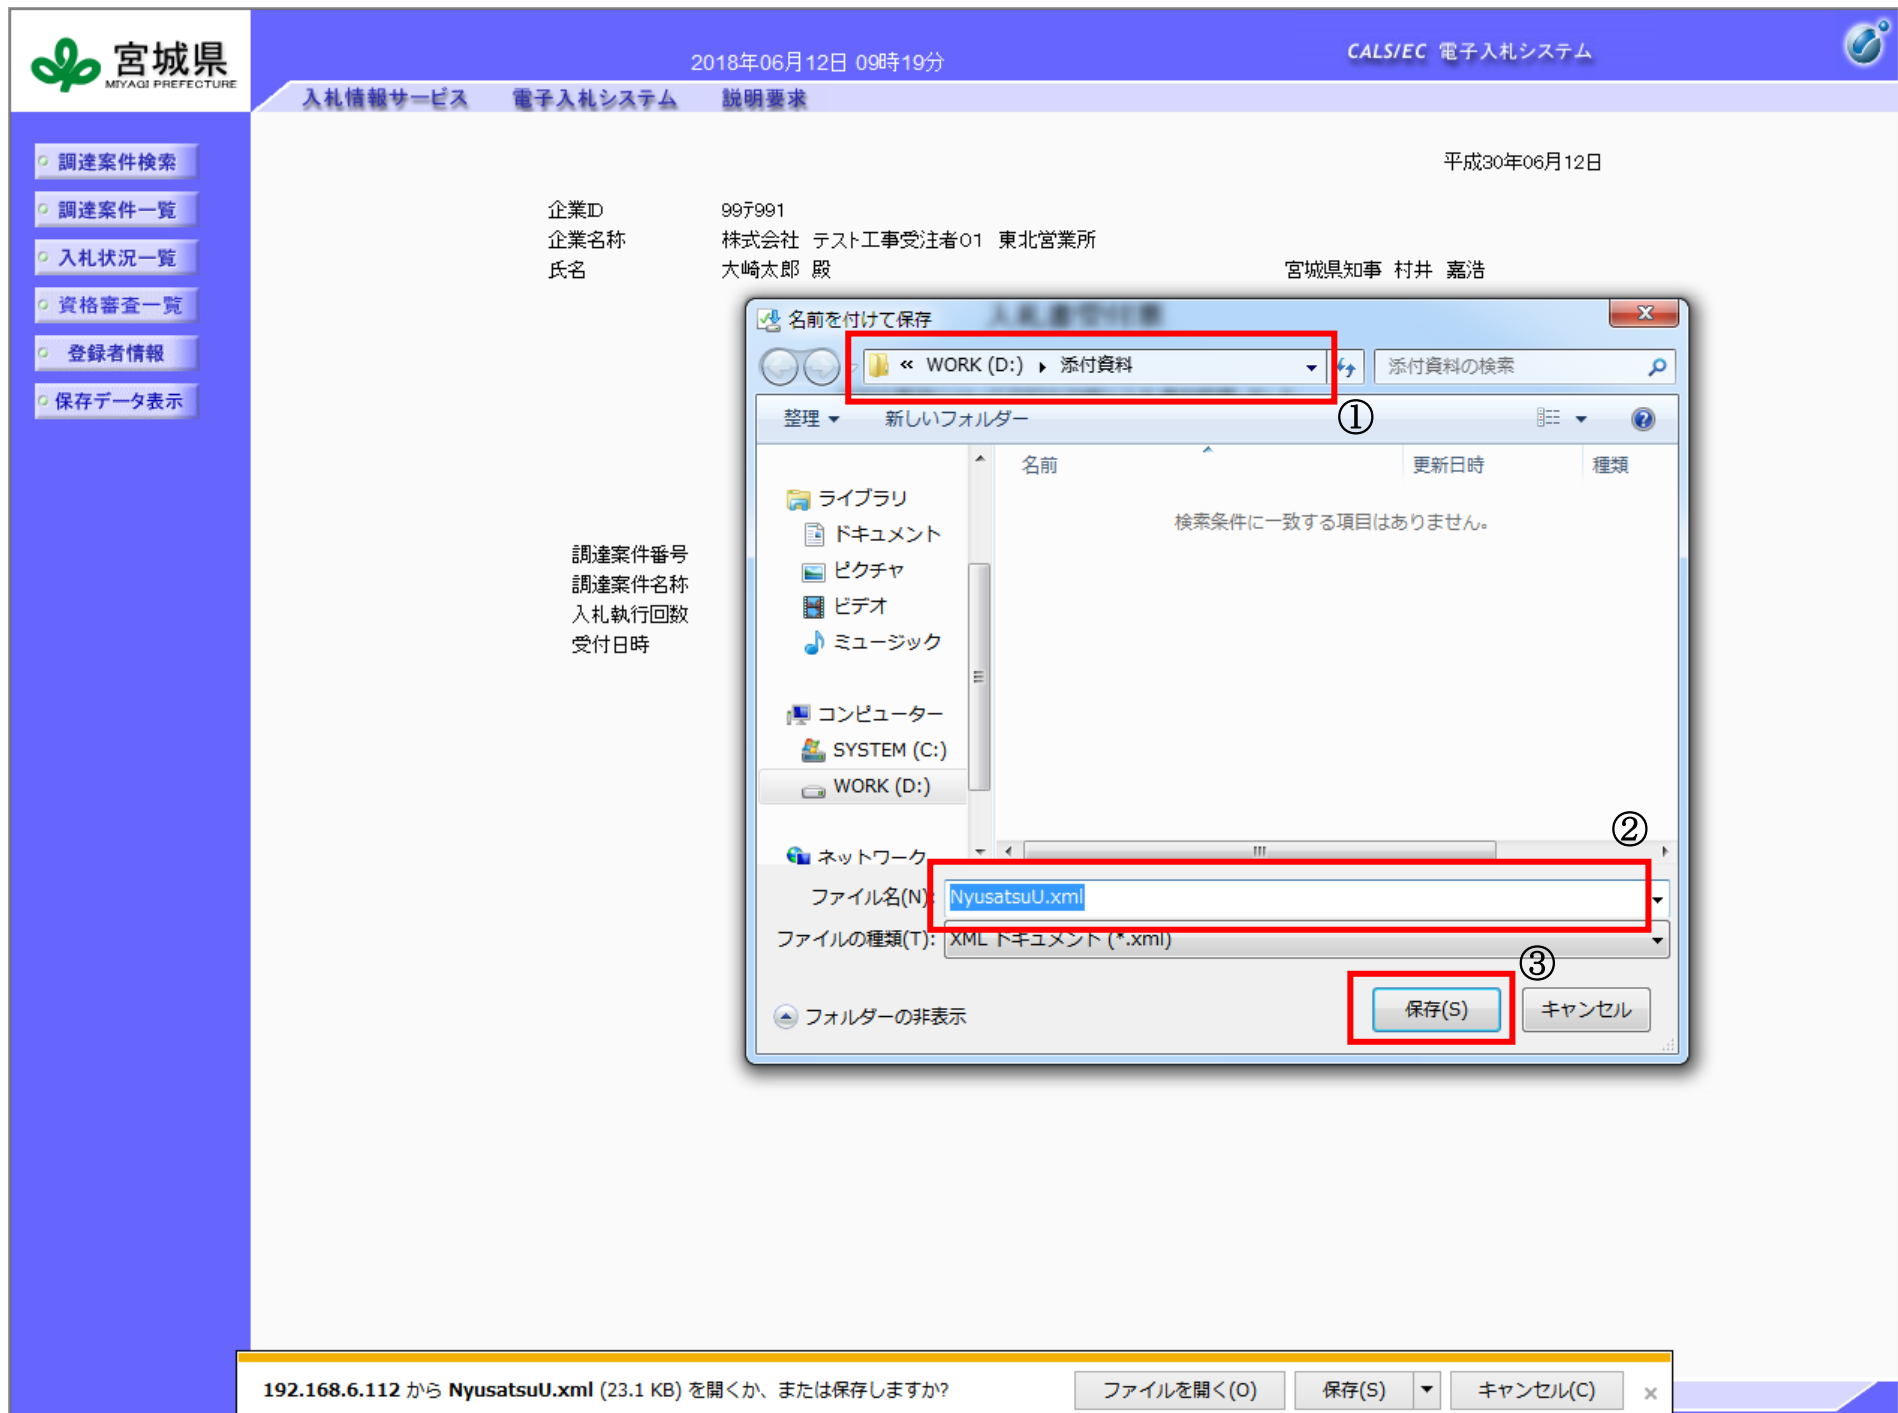 宮城県
MIYAGI PREFECTURE
2018年06月12日 09時19分
CALS/EC 電子入札システム
入札情報サービス 電子入札システム 説明要求
調達案件検索
調達案件一覧
入札状況一覧
資格審査一覧
登録者情報
保存データ表示
平成30年06月12日
企業ID 997991
企業名称 株式会社 テスト工事受注者01 東北営業所
氏名 大崎太郎 殿
宮城県知事 村井 嘉浩
入札書受付票
名前を付けて保存
« WORK (D:) ▸ 添付資料
添付資料の検索
①
整理 ▼ 新しいフォルダー
名前 更新日時 種類
検索条件に一致する項目はありません。
ライブラリ
ドキュメント
ピクチャ
ビデオ
ミュージック
コンピューター
SYSTEM (C:)
WORK (D:)
ネットワーク
調達案件番号
調達案件名称
入札執行回数
受付日時
②
ファイル名(N): NyusatsuU.xml
ファイルの種類(T): XML ドキュメント (*.xml)
③
フォルダーの非表示
保存(S) キャンセル
192.168.6.112 から NyusatsuU.xml (23.1 KB) を開くか、または保存しますか?
ファイルを開く(O) 保存(S) ▼ キャンセル(C) ×